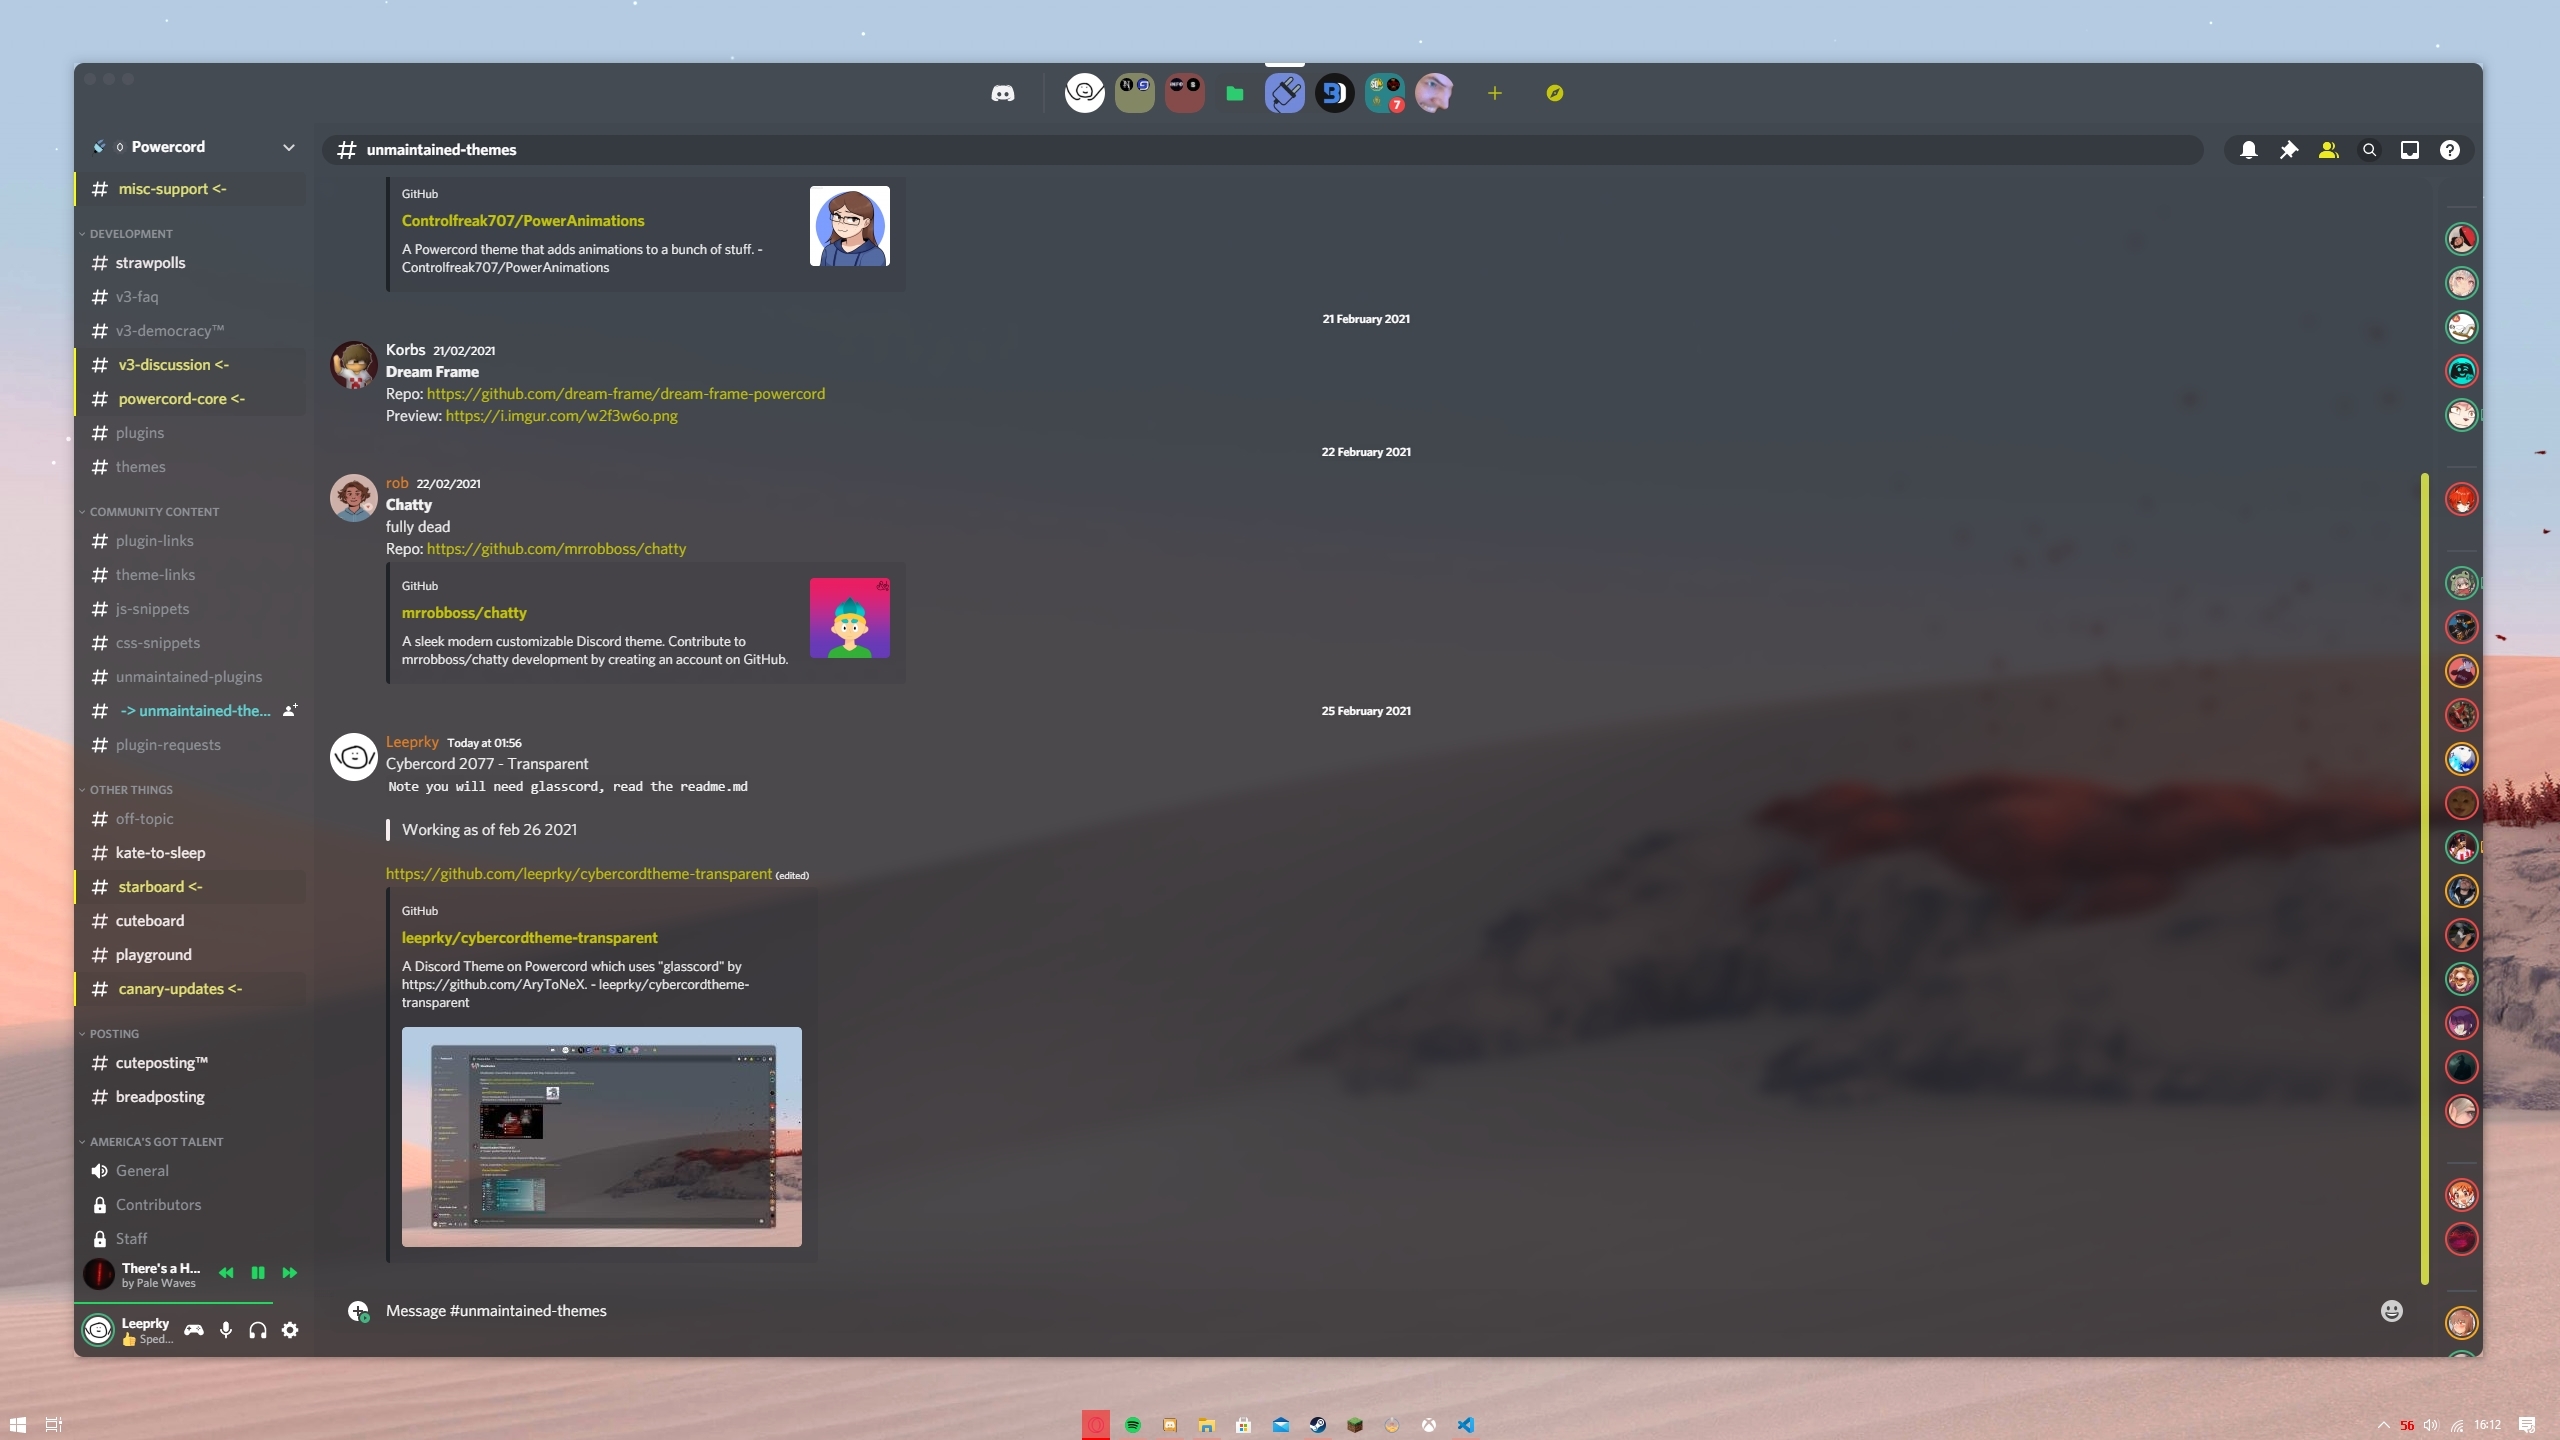 7
Powercord
unmaintained-themes
misc-support <-
DEVELOPMENT
strawpolls
v3-faq
v3-democracy™
v3-discussion <-
powercord-core <-
plugins
themes
COMMUNITY CONTENT
plugin-links
theme-links
js-snippets
css-snippets
unmaintained-plugins
-> unmaintained-the...
plugin-requests
OTHER THINGS
off-topic
kate-to-sleep
starboard <-
cuteboard
playground
canary-updates <-
POSTING
cuteposting™
breadposting
AMERICA'S GOT TALENT
General
Contributors
Staff
There's a H...
by Pale Waves
Leeprky
👍 Sped...
GitHub
Controlfreak707/PowerAnimations
A Powercord theme that adds animations to a bunch of stuff. -
Controlfreak707/PowerAnimations
21 February 2021
Korbs 21/02/2021
Dream Frame
Repo: https://github.com/dream-frame/dream-frame-powercord
Preview: https://i.imgur.com/w2f3w6o.png
22 February 2021
rob 22/02/2021
Chatty
fully dead
Repo: https://github.com/mrrobboss/chatty
GitHub
mrrobboss/chatty
A sleek modern customizable Discord theme. Contribute to
mrrobboss/chatty development by creating an account on GitHub.
25 February 2021
Leeprky Today at 01:56
Cybercord 2077 - Transparent
Note you will need glasscord, read the readme.md
Working as of feb 26 2021
https://github.com/leeprky/cybercordtheme-transparent (edited)
GitHub
leeprky/cybercordtheme-transparent
A Discord Theme on Powercord which uses "glasscord" by
https://github.com/AryToNeX. - leeprky/cybercordtheme-
transparent
Message #unmaintained-themes
56
16:12